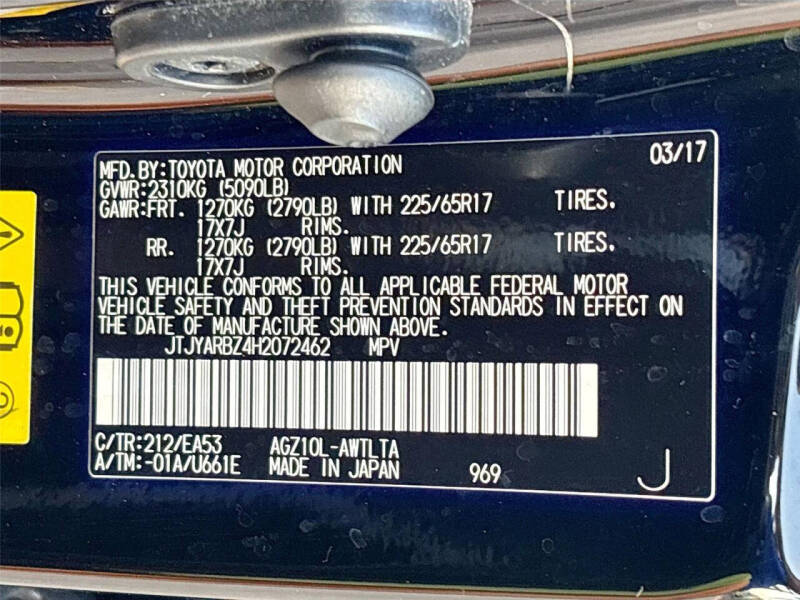 MFD.BY:TOYOTA MOTOR CORPORATION 03/17
GVWR:2310KG (5090LB)
GAWR:FRT. 1270KG (2790LB) WITH 225/65R17 TIRES.
17X7J RIMS.
RR. 1270KG (2790LB) WITH 225/65R17 TIRES.
17X7J RIMS.
THIS VEHICLE CONFORMS TO ALL APPLICABLE FEDERAL MOTOR
VEHICLE SAFETY AND THEFT PREVENTION STANDARDS IN EFFECT ON
THE DATE OF MANUFACTURE SHOWN ABOVE.
JTJYARBZ4H2072462 MPV
C/TR:212/EA53 AGZ10L-AWTLTA
A/TM:-01A/U661E MADE IN JAPAN 969 J